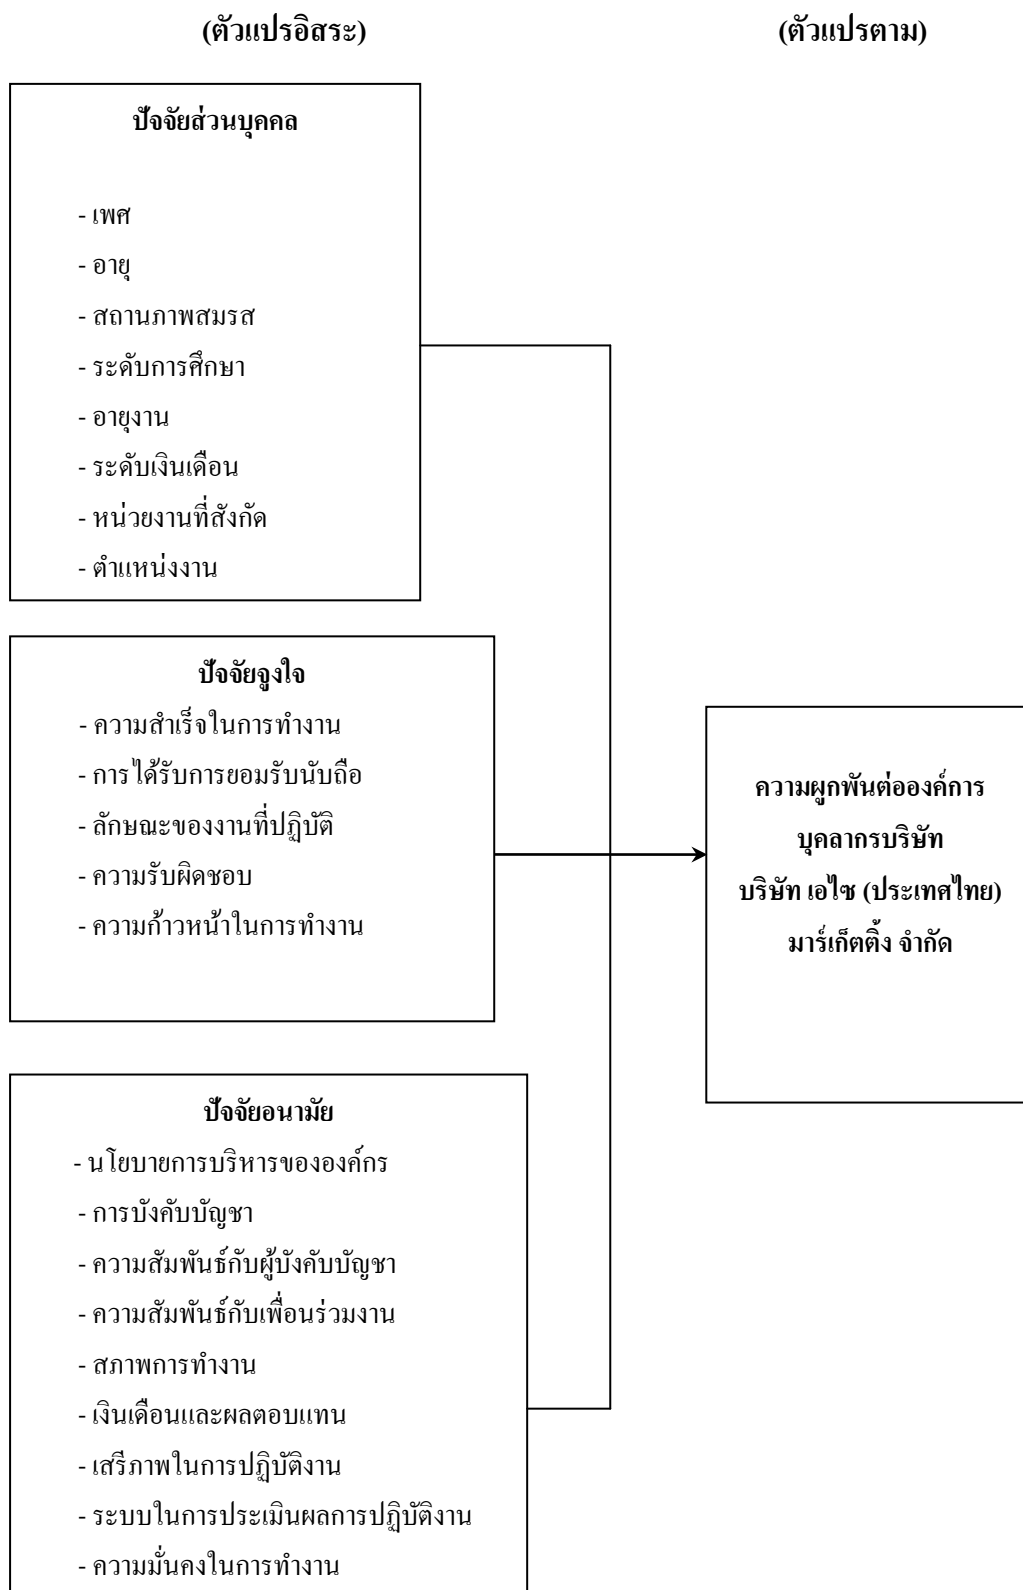 (ตัวแปรอิสระ)
(ตัวแปรตาม)
ปัจจัยส่วนบุคคล
- เพศ
- อายุ
- สถานภาพสมรส
- ระดับการศึกษา
- อายุงาน
- ระดับเงินเดือน
- หน่วยงานที่สังกัด
- ตำแหน่งงาน
ปัจจัยจูงใจ
- ความสำเร็จในการทำงาน
- การได้รับการยอมรับนับถือ
- ลักษณะของงานที่ปฏิบัติ
- ความรับผิดชอบ
- ความก้าวหน้าในการทำงาน
ความผูกพันต่อองค์การ
บุคลากรบริษัท
บริษัท เอไซ (ประเทศไทย)
มาร์เก็ตติ้ง จำกัด
ปัจจัยอนามัย
- นโยบายการบริหารขององค์กร
- การบังคับบัญชา
- ความสัมพันธ์กับผู้บังคับบัญชา
- ความสัมพันธ์กับเพื่อนร่วมงาน
- สภาพการทำงาน
- เงินเดือนและผลตอบแทน
- เสรีภาพในการปฏิบัติงาน
- ระบบในการประเมินผลการปฏิบัติงาน
- ความมั่นคงในการทำงาน